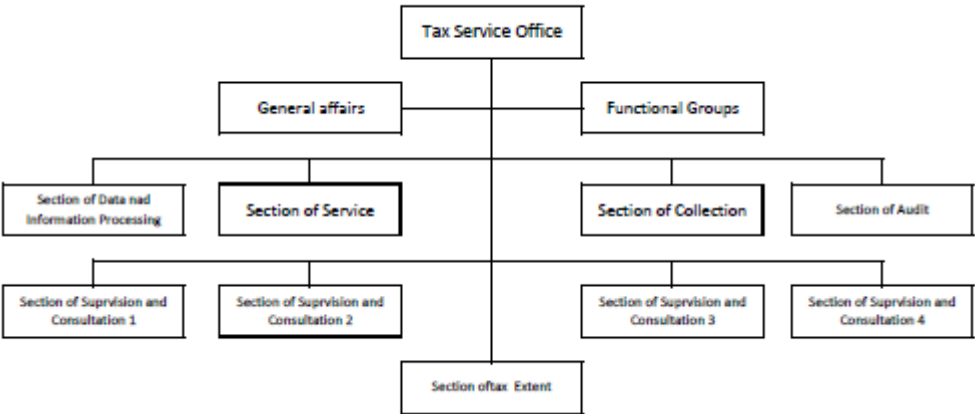 Tax Service Office
General affairs
Functional Groups
Section of Data nad
Information Processing
Section of Service
Section of Collection
Section of Audit
Section of Suprvision and
Consultation 1
Section of Suprvision and
Consultation 2
Section of Suprvision and
Consultation 3
Section of Suprvision and
Consultation 4
Section oftax Extent